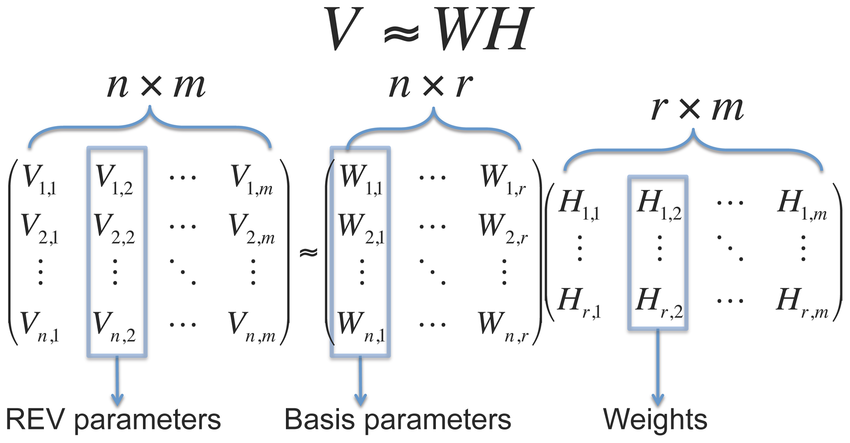 V ≈ WH
n × m
n × r
r × m
V1,1 V1,2 ⋯ V1,m
V2,1 V2,2 ⋯ V2,m
⋮ ⋮ ⋱ ⋮
Vn,1 Vn,2 ⋯ Vn,m
≈
W1,1 ⋯ W1,r
W2,1 ⋯ W2,r
⋮ ⋱ ⋮
Wn,1 ⋯ Wn,r
H1,1 H1,2 ⋯ H1,m
⋮ ⋮ ⋱ ⋮
Hr,1 Hr,2 ⋯ Hr,m
REV parameters
Basis parameters
Weights